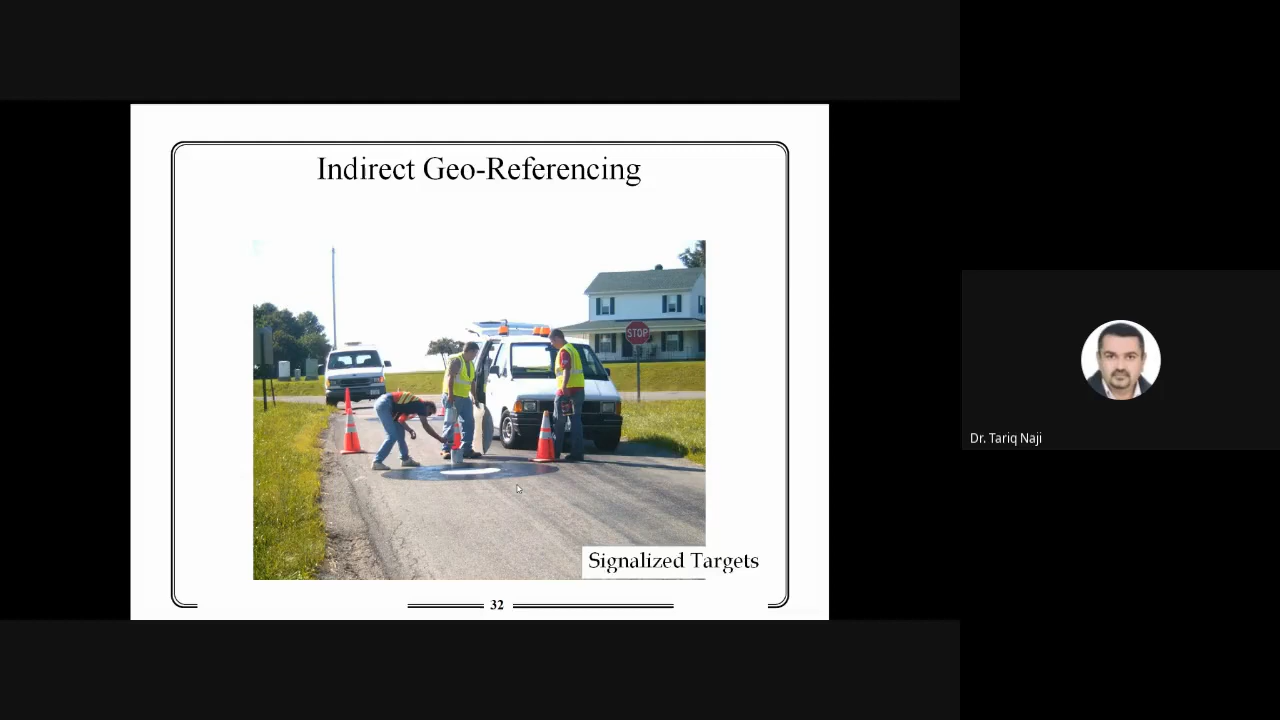 Indirect Geo-Referencing
STOP
Signalized Targets
32
Dr. Tariq Naji